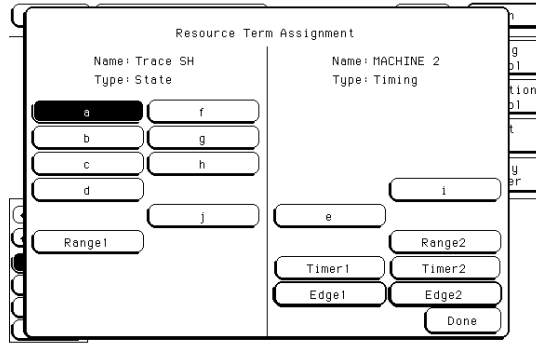 Resource Term Assignment
Name: Trace SH
Type: State
a
f
b
g
c
h
d
j
Range1
Name: MACHINE 2
Type: Timing
i
e
Range2
Timer1
Timer2
Edge1
Edge2
Done